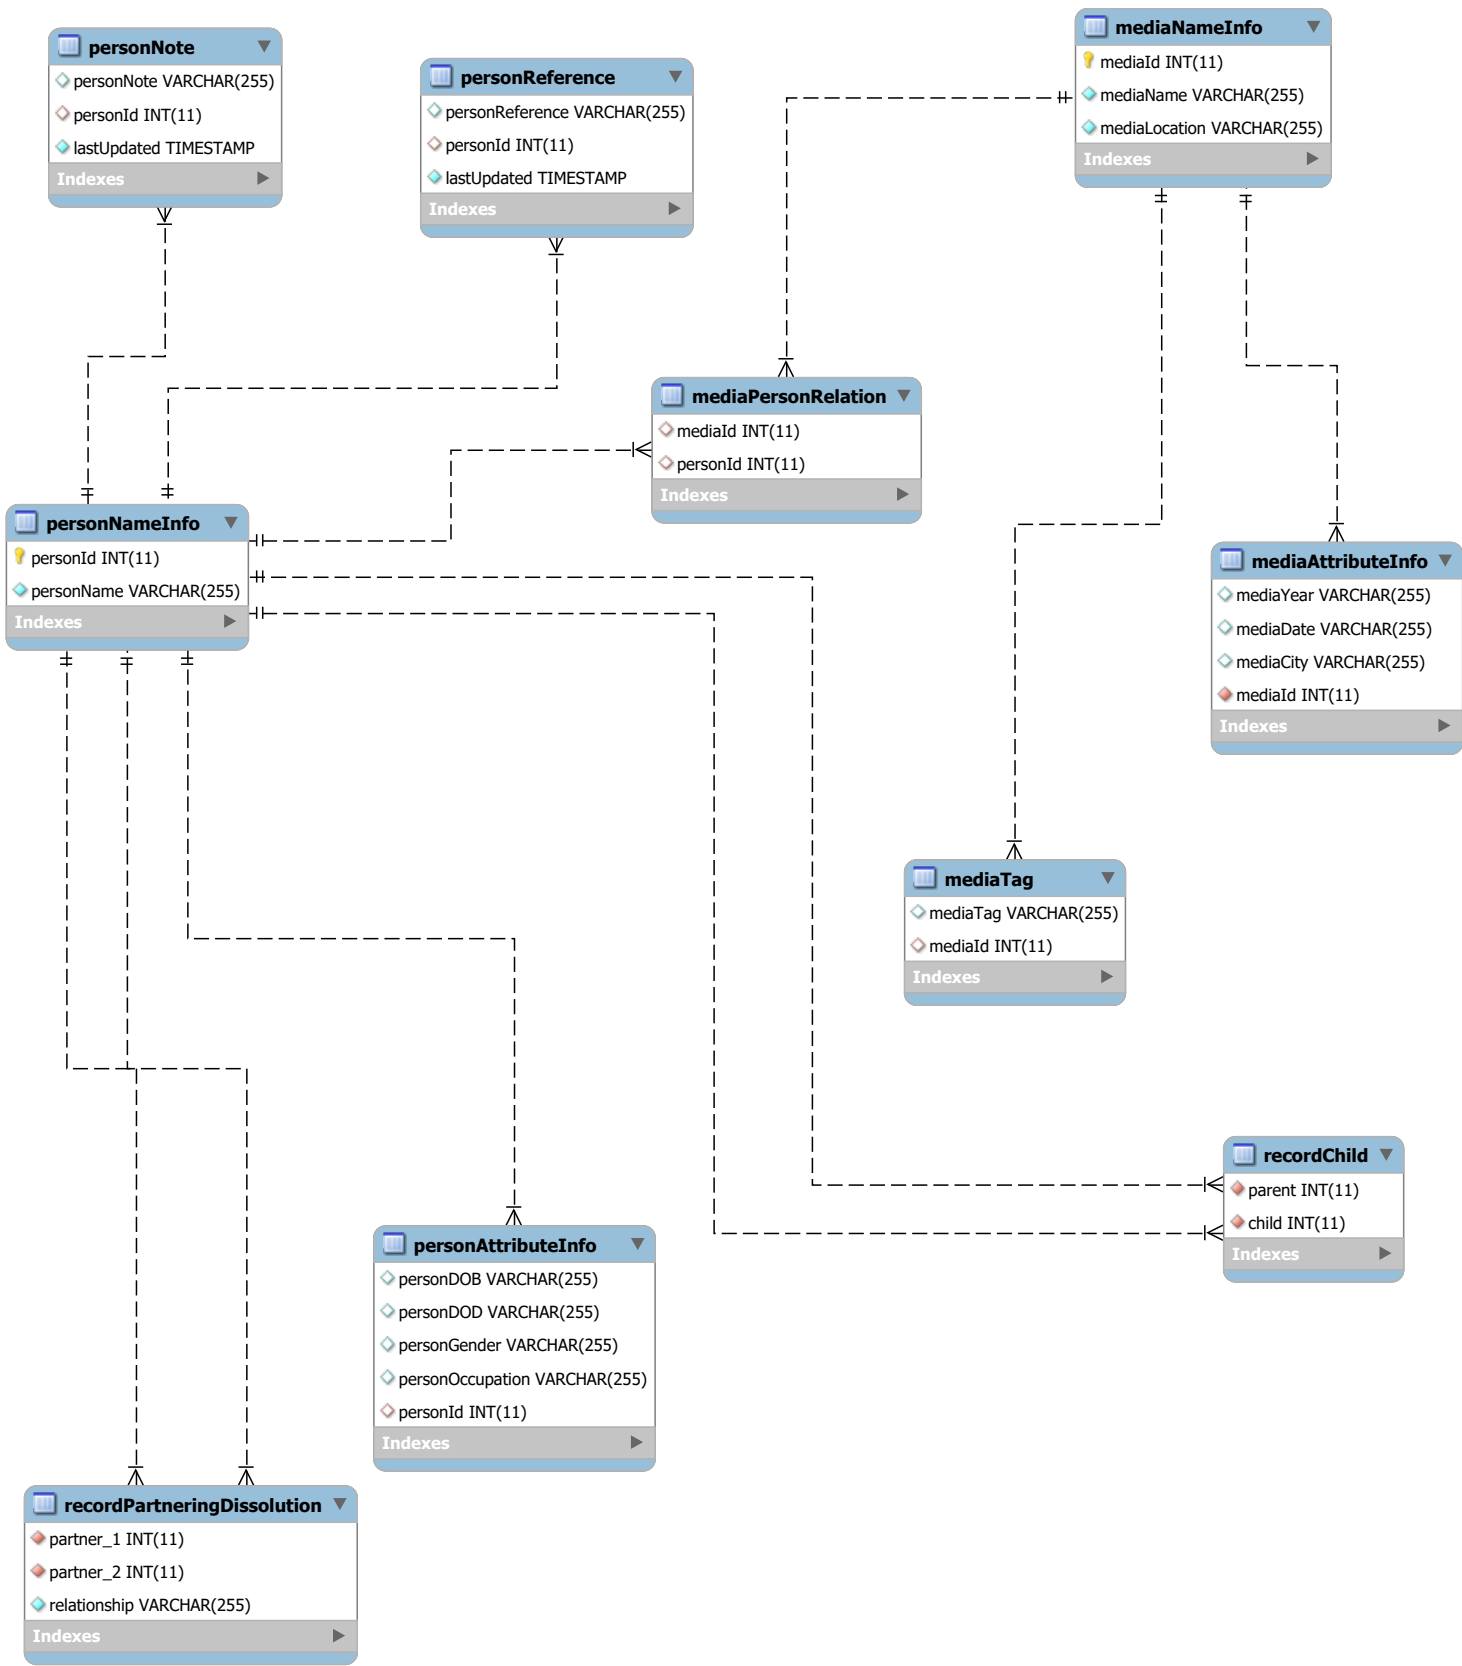 personNote
personNote VARCHAR(255)
personId INT(11)
lastUpdated TIMESTAMP
Indexes
personReference
personReference VARCHAR(255)
personId INT(11)
lastUpdated TIMESTAMP
Indexes
mediaNameInfo
mediaId INT(11)
mediaName VARCHAR(255)
mediaLocation VARCHAR(255)
Indexes
mediaPersonRelation
mediaId INT(11)
personId INT(11)
Indexes
personNameInfo
personId INT(11)
personName VARCHAR(255)
Indexes
mediaAttributeInfo
mediaYear VARCHAR(255)
mediaDate VARCHAR(255)
mediaCity VARCHAR(255)
mediaId INT(11)
Indexes
mediaTag
mediaTag VARCHAR(255)
mediaId INT(11)
Indexes
recordChild
parent INT(11)
child INT(11)
Indexes
personAttributeInfo
personDOB VARCHAR(255)
personDOD VARCHAR(255)
personGender VARCHAR(255)
personOccupation VARCHAR(255)
personId INT(11)
Indexes
recordPartneringDissolution
partner_1 INT(11)
partner_2 INT(11)
relationship VARCHAR(255)
Indexes